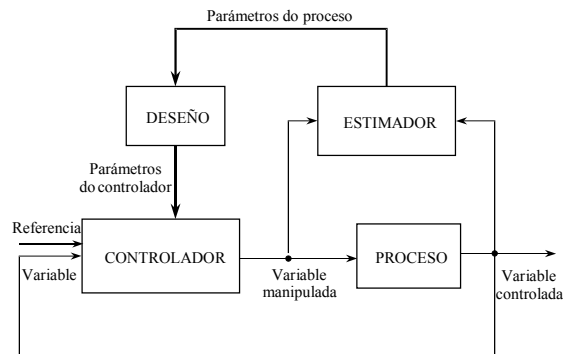 Parámetros do proceso
DESEÑO
ESTIMADOR
Parámetros
do controlador
Referencia
Variable
CONTROLADOR
Variable
manipulada
PROCESO
Variable
controlada